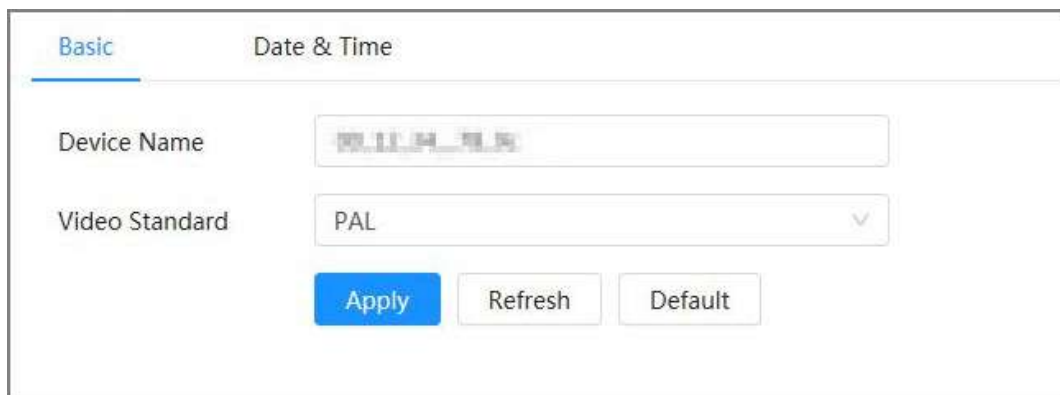 Basic Date & Time
Device Name
Video Standard PAL
Apply Refresh Default